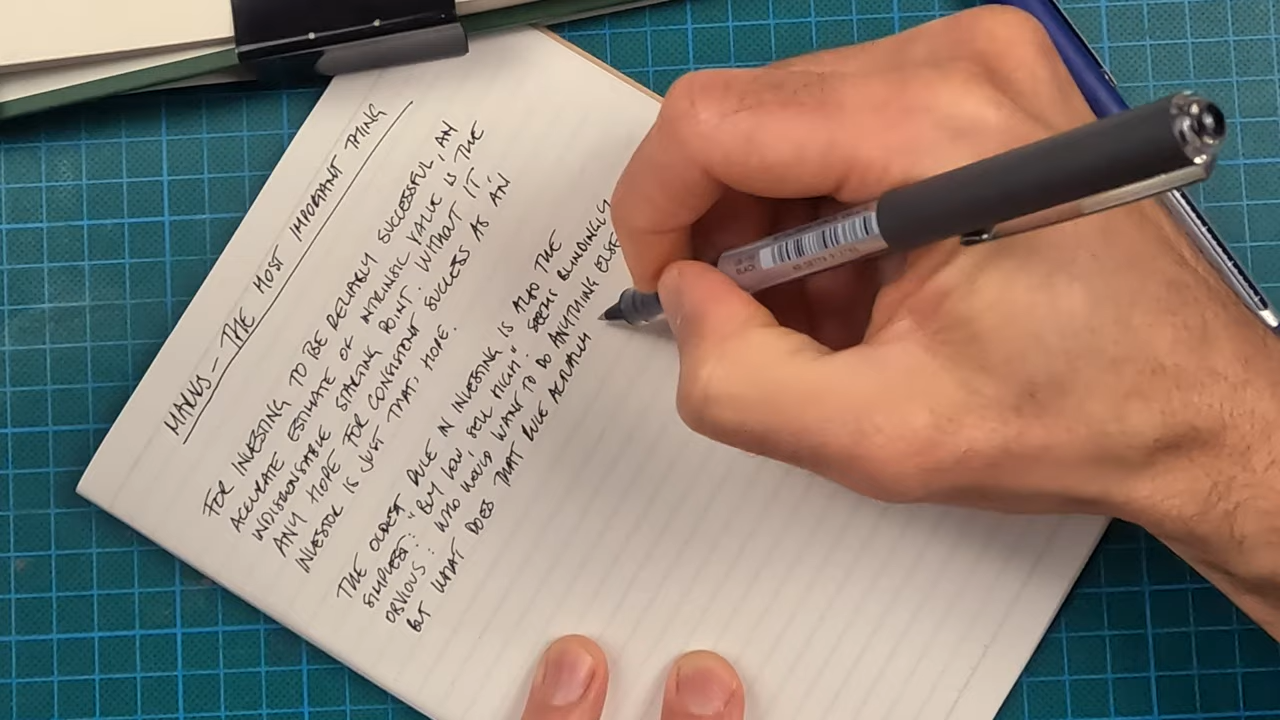 MARKS - THE MOST IMPORTANT THING
FOR INVESTING TO BE RELIABLY SUCCESSFUL, AN
ACCURATE ESTIMATE OF INTRINSIC VALUE IS THE
INDISPENSABLE STARTING POINT. WITHOUT IT
ANY HOPE FOR CONSISTENT SUCCESS AS AN
INVESTOR IS JUST THAT: HOPE.
THE OLDEST RULE IN INVESTING IS ALSO THE
SIMPLEST: "BUY LOW SELL HIGH". SEEMS BLINDINGLY
OBVIOUS: WHO WOULD WANT TO DO ANYTHING ELSE
BUT WHAT DOES THAT RULE ACTUALLY
BLACK